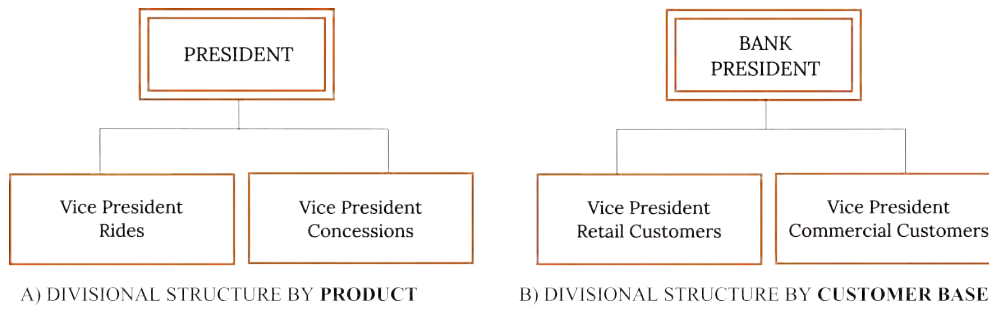 PRESIDENT
Vice President
Rides
Vice President
Concessions
A) DIVISIONAL STRUCTURE BY PRODUCT
BANK
PRESIDENT
Vice President
Retail Customers
Vice President
Commercial Customers
B) DIVISIONAL STRUCTURE BY CUSTOMER BASE